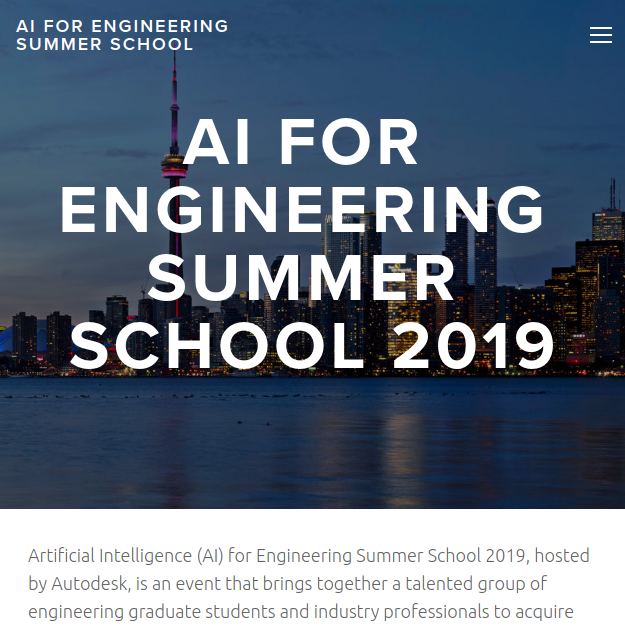 AI FOR ENGINEERING
SUMMER SCHOOL
AI FOR
ENGINEERING
SUMMER
SCHOOL 2019
Artificial Intelligence (AI) for Engineering Summer School 2019, hosted
by Autodesk, is an event that brings together a talented group of
engineering graduate students and industry professionals to acquire